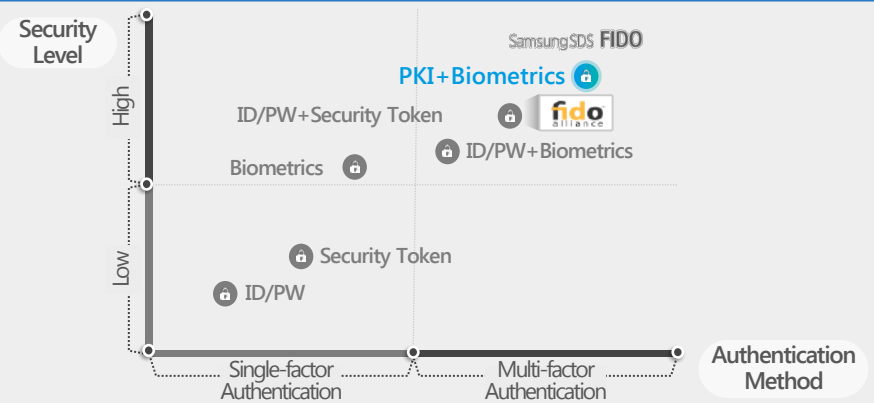 Security
Level
SamsungSDS FIDO
PKI+Biometrics
High
ID/PW+Security Token
fido
alliance
ID/PW+Biometrics
Biometrics
Low
Security Token
ID/PW
Single-factor
Authentication
Multi-factor
Authentication
Authentication
Method